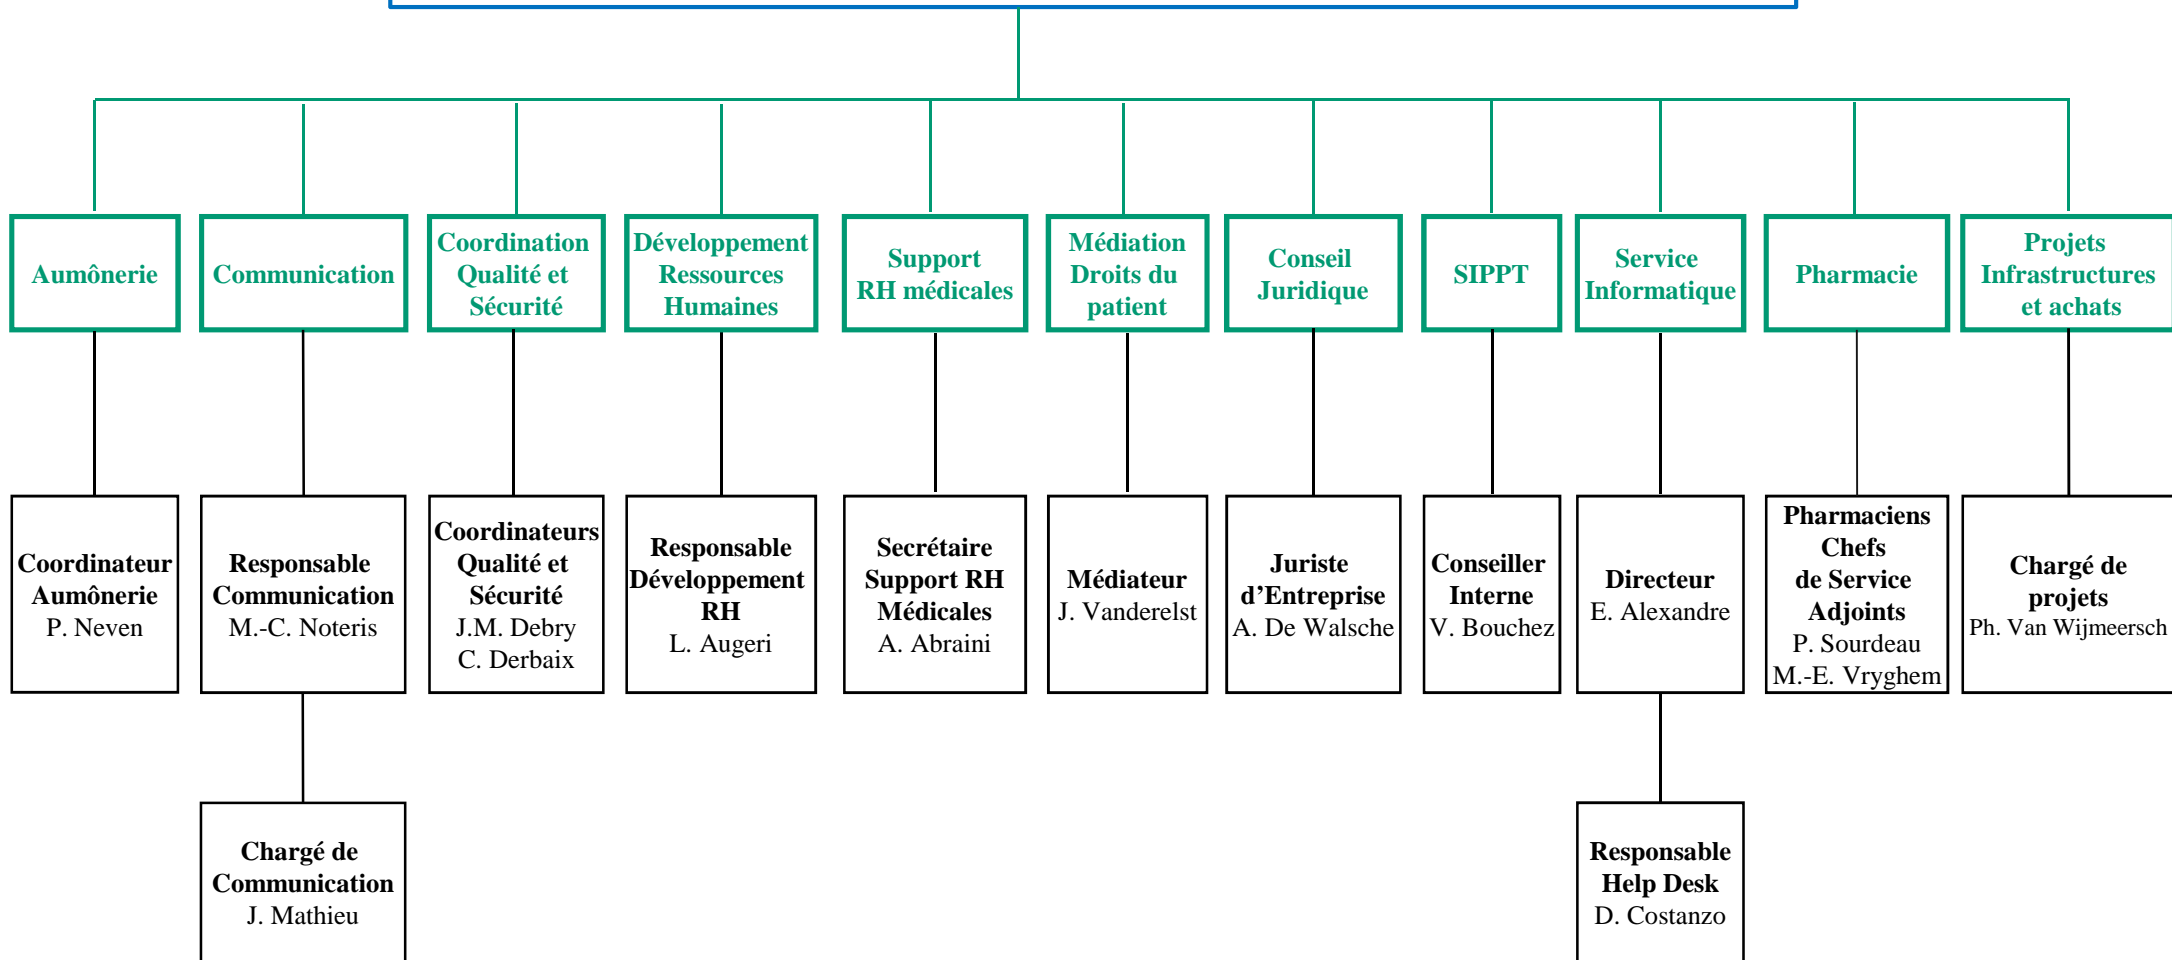 Aumônerie
Communication
Coordination
Qualité et
Sécurité
Développement
Ressources
Humaines
Support
RH médicales
Médiation
Droits du
patient
Conseil
Juridique
SIPPT
Service
Informatique
Pharmacie
Projets
Infrastructures
et achats
Coordinateur
Aumônerie
P. Neven
Responsable
Communication
M.-C. Noteris
Coordinateurs
Qualité et
Sécurité
J.M. Debry
C. Derbaix
Responsable
Développement
RH
L. Augeri
Secrétaire
Support RH
Médicales
A. Abraini
Médiateur
J. Vanderelst
Juriste
d’Entreprise
A. De Walsche
Conseiller
Interne
V. Bouchez
Directeur
E. Alexandre
Pharmaciens
Chefs
de Service
Adjoints
P. Sourdeau
M.-E. Vryghem
Chargé de
projets
Ph. Van Wijmeersch
Chargé de
Communication
J. Mathieu
Responsable
Help Desk
D. Costanzo